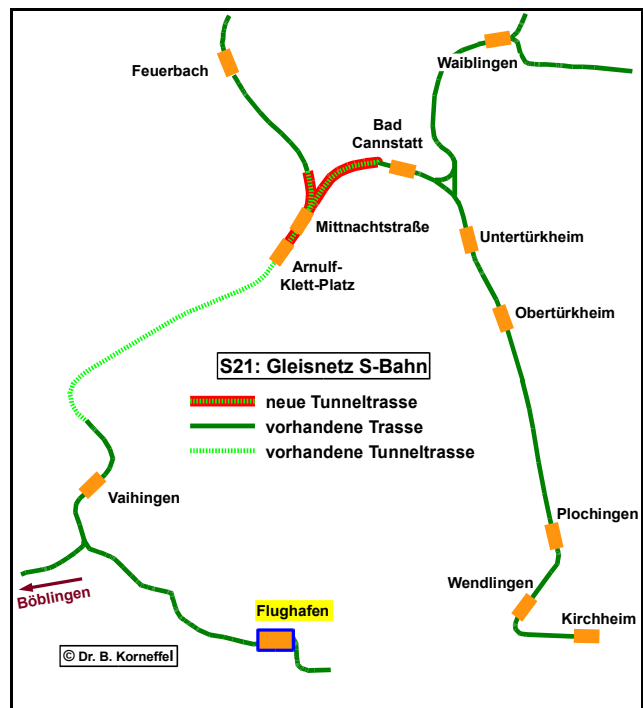 Waiblingen
Feuerbach
Bad
Cannstatt
Mittnachtstraße
Untertürkheim
Arnulf-
Klett-Platz
Obertürkheim
S21: Gleisnetz S-Bahn
neue Tunneltrasse
vorhandene Trasse
vorhandene Tunneltrasse
Vaihingen
Plochingen
Wendlingen
Böblingen
Flughafen
Kirchheim
© Dr. B. Korneffel